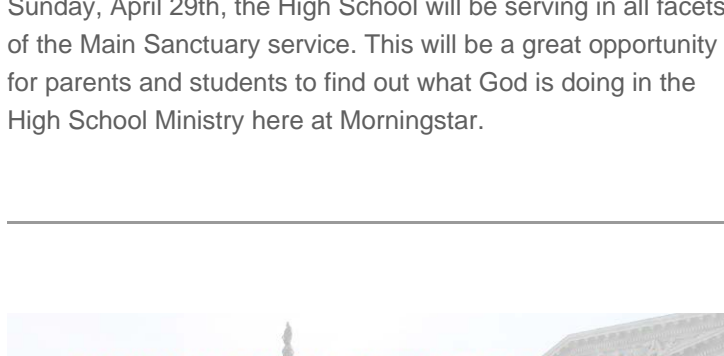 Sunday, April 29th, the High School will be serving in all facets
of the Main Sanctuary service. This will be a great opportunity
for parents and students to find out what God is doing in the
High School Ministry here at Morningstar.